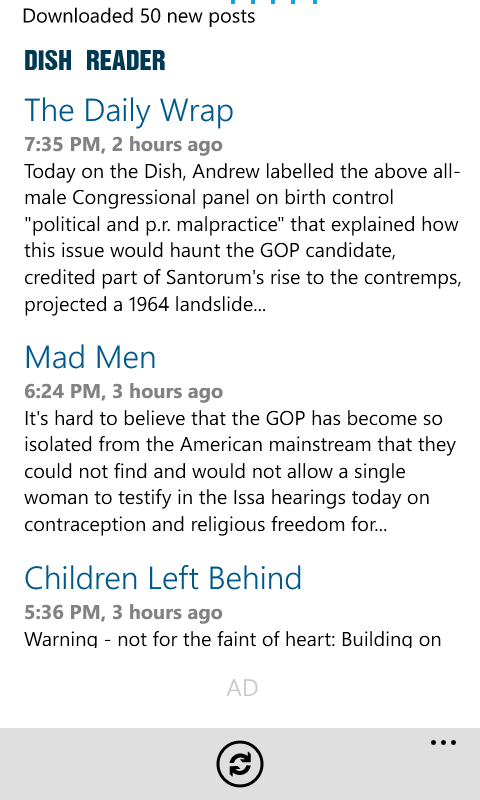 Downloaded 50 new posts
DISH READER
The Daily Wrap
7:35 PM, 2 hours ago
Today on the Dish, Andrew labelled the above all-
male Congressional panel on birth control
"political and p.r. malpractice" that explained how
this issue would haunt the GOP candidate,
credited part of Santorum's rise to the contremps,
projected a 1964 landslide...
Mad Men
6:24 PM, 3 hours ago
It's hard to believe that the GOP has become so
isolated from the American mainstream that they
could not find and would not allow a single
woman to testify in the Issa hearings today on
contraception and religious freedom for...
Children Left Behind
5:36 PM, 3 hours ago
Warning - not for the faint of heart: Building on
AD